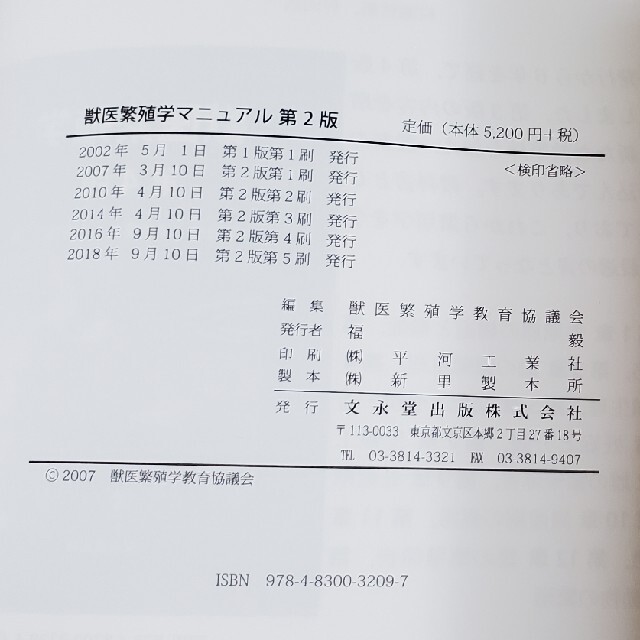 獣医繁殖学マニュアル 第2版
定価（本体5,200円+税）
2002年 5月 1日 第1版第1刷 発行
<検印省略>
2007年 3月10日 第2版第1刷 発行
2010年 4月10日 第2版第2刷 発行
2014年 4月10日 第2版第3刷 発行
2016年 9月10日 第2版第4刷 発行
2018年 9月10日 第2版第5刷 発行
編集 獣医繁殖学教育協議会
発行者 福 毅
印刷 ㈱ 平河工業社
製本 ㈱ 新里製本所
発行 文永堂出版株式会社
〒113-0033 東京都文京区本郷2丁目27番18号
TEL 03-3814-3321 FAX 03-3814-9407
©2007 獣医繁殖学教育協議会
ISBN 978-4-8300-3209-7